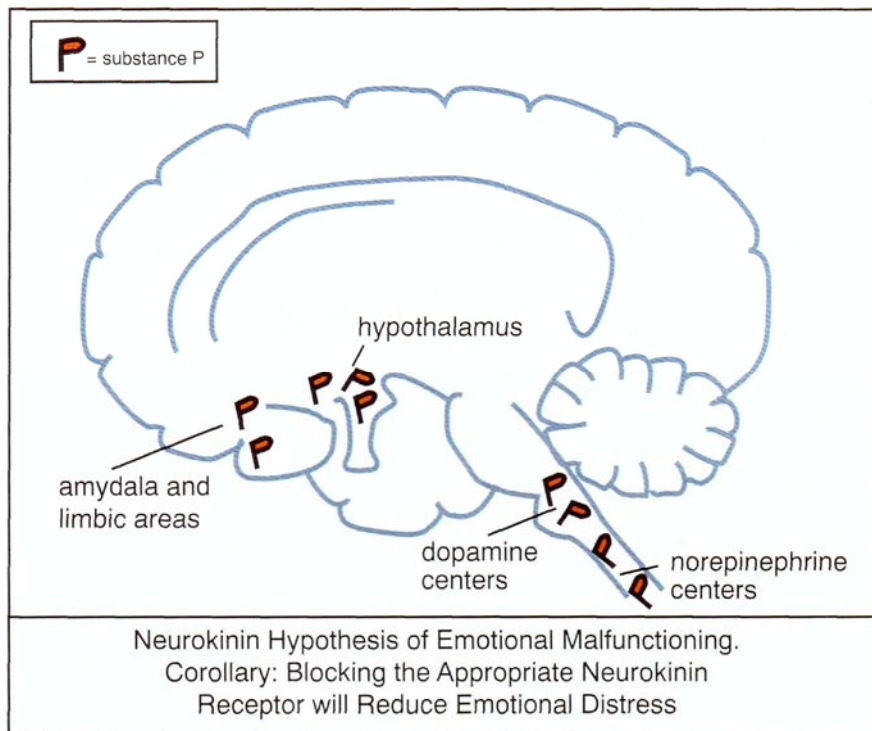 P = substance P
hypothalamus
amydala and
limbic areas
dopamine
centers
norepinephrine
centers
Neurokinin Hypothesis of Emotional Malfunctioning.
Corollary: Blocking the Appropriate Neurokinin
Receptor will Reduce Emotional Distress